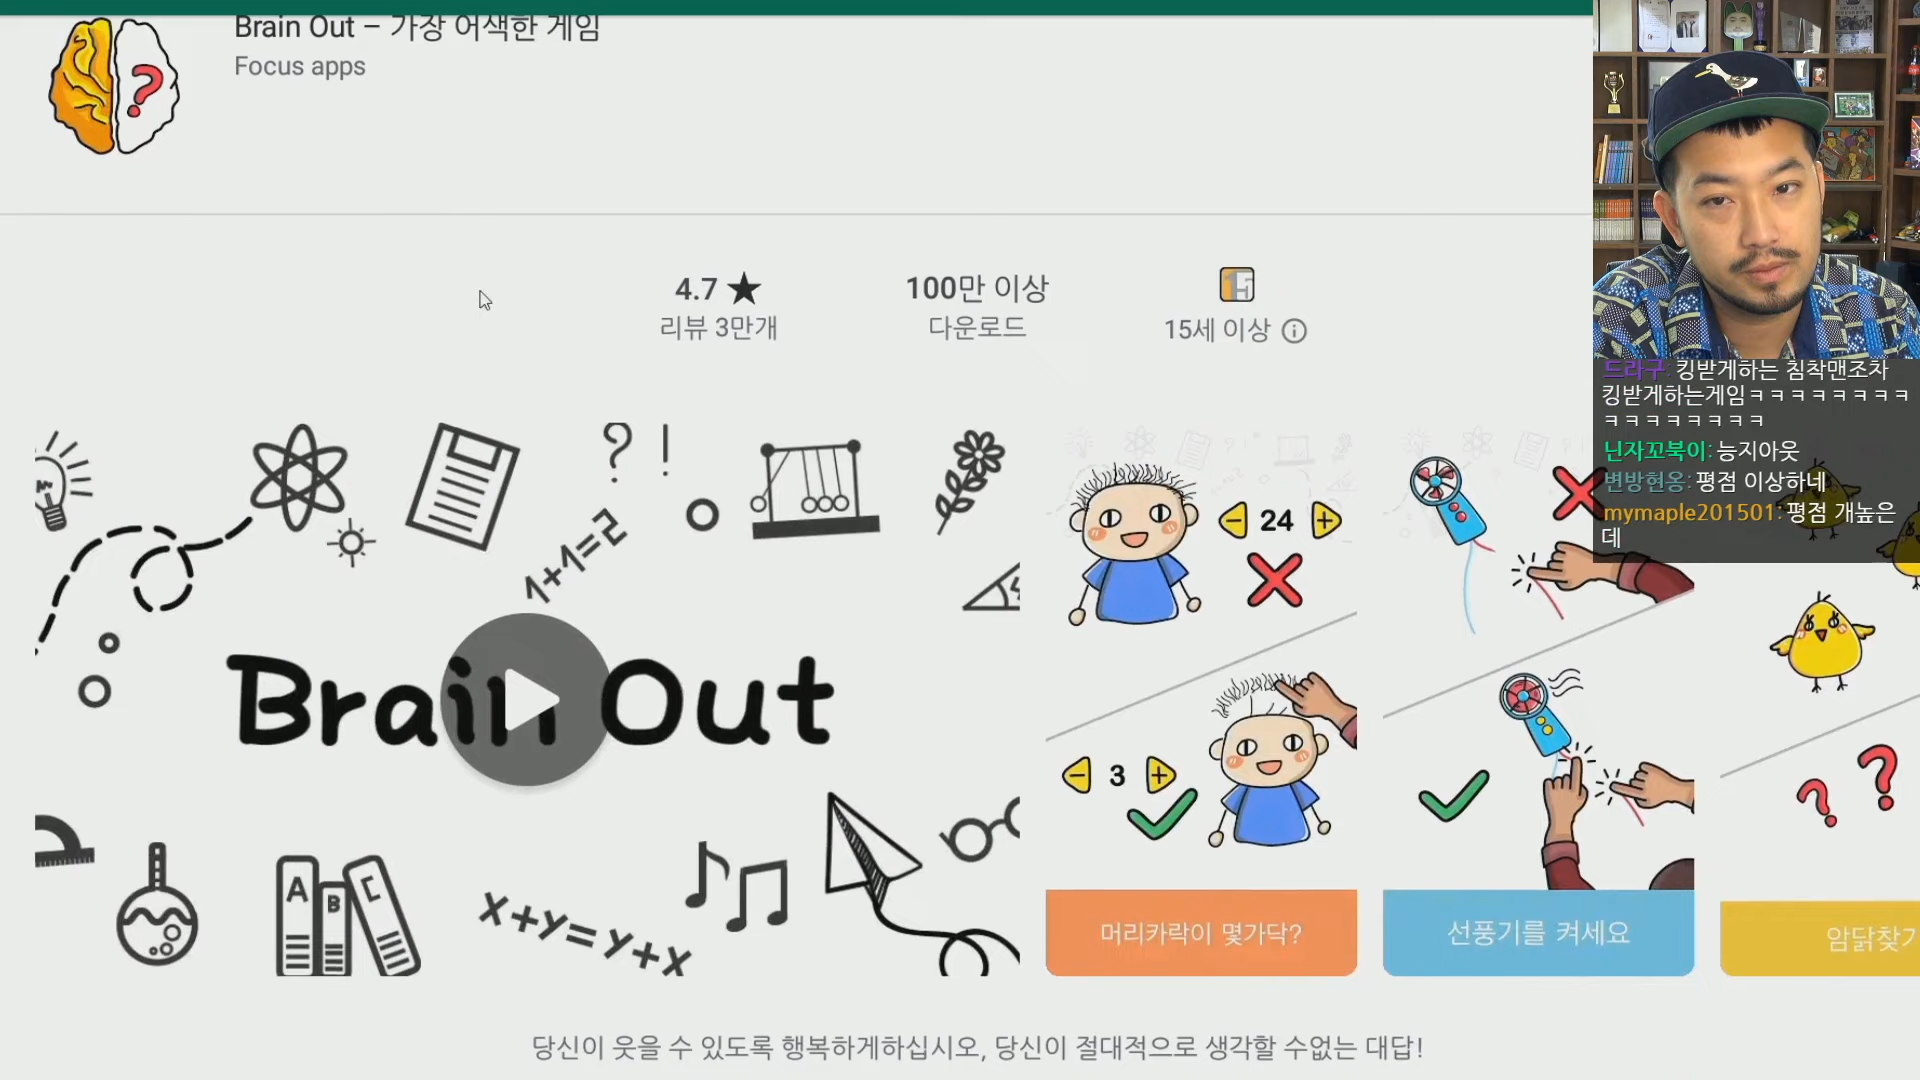 Brain Out – 가장 어색한 게임
Focus apps
4.7 ★
리뷰 3만개
100만 이상
다운로드
15세 이상
드라구: 킹받게하는 침착맨조차
킹받게하는게임ㅋㅋㅋㅋㅋㅋㅋㅋ
ㅋㅋㅋㅋㅋㅋㅋㅋ
닌자꼬북이: 능지아웃
변방현옹: 평점 이상하네
mymaple201501: 평점 개높은
데
? !
1+1=2
Brain Out
A B C
x+y=y+x
24
3
머리카락이 몇가닥?
선풍기를 켜세요
? ?
암닭찾기
당신이 웃을 수 있도록 행복하게하십시오, 당신이 절대적으로 생각할 수없는 대답!